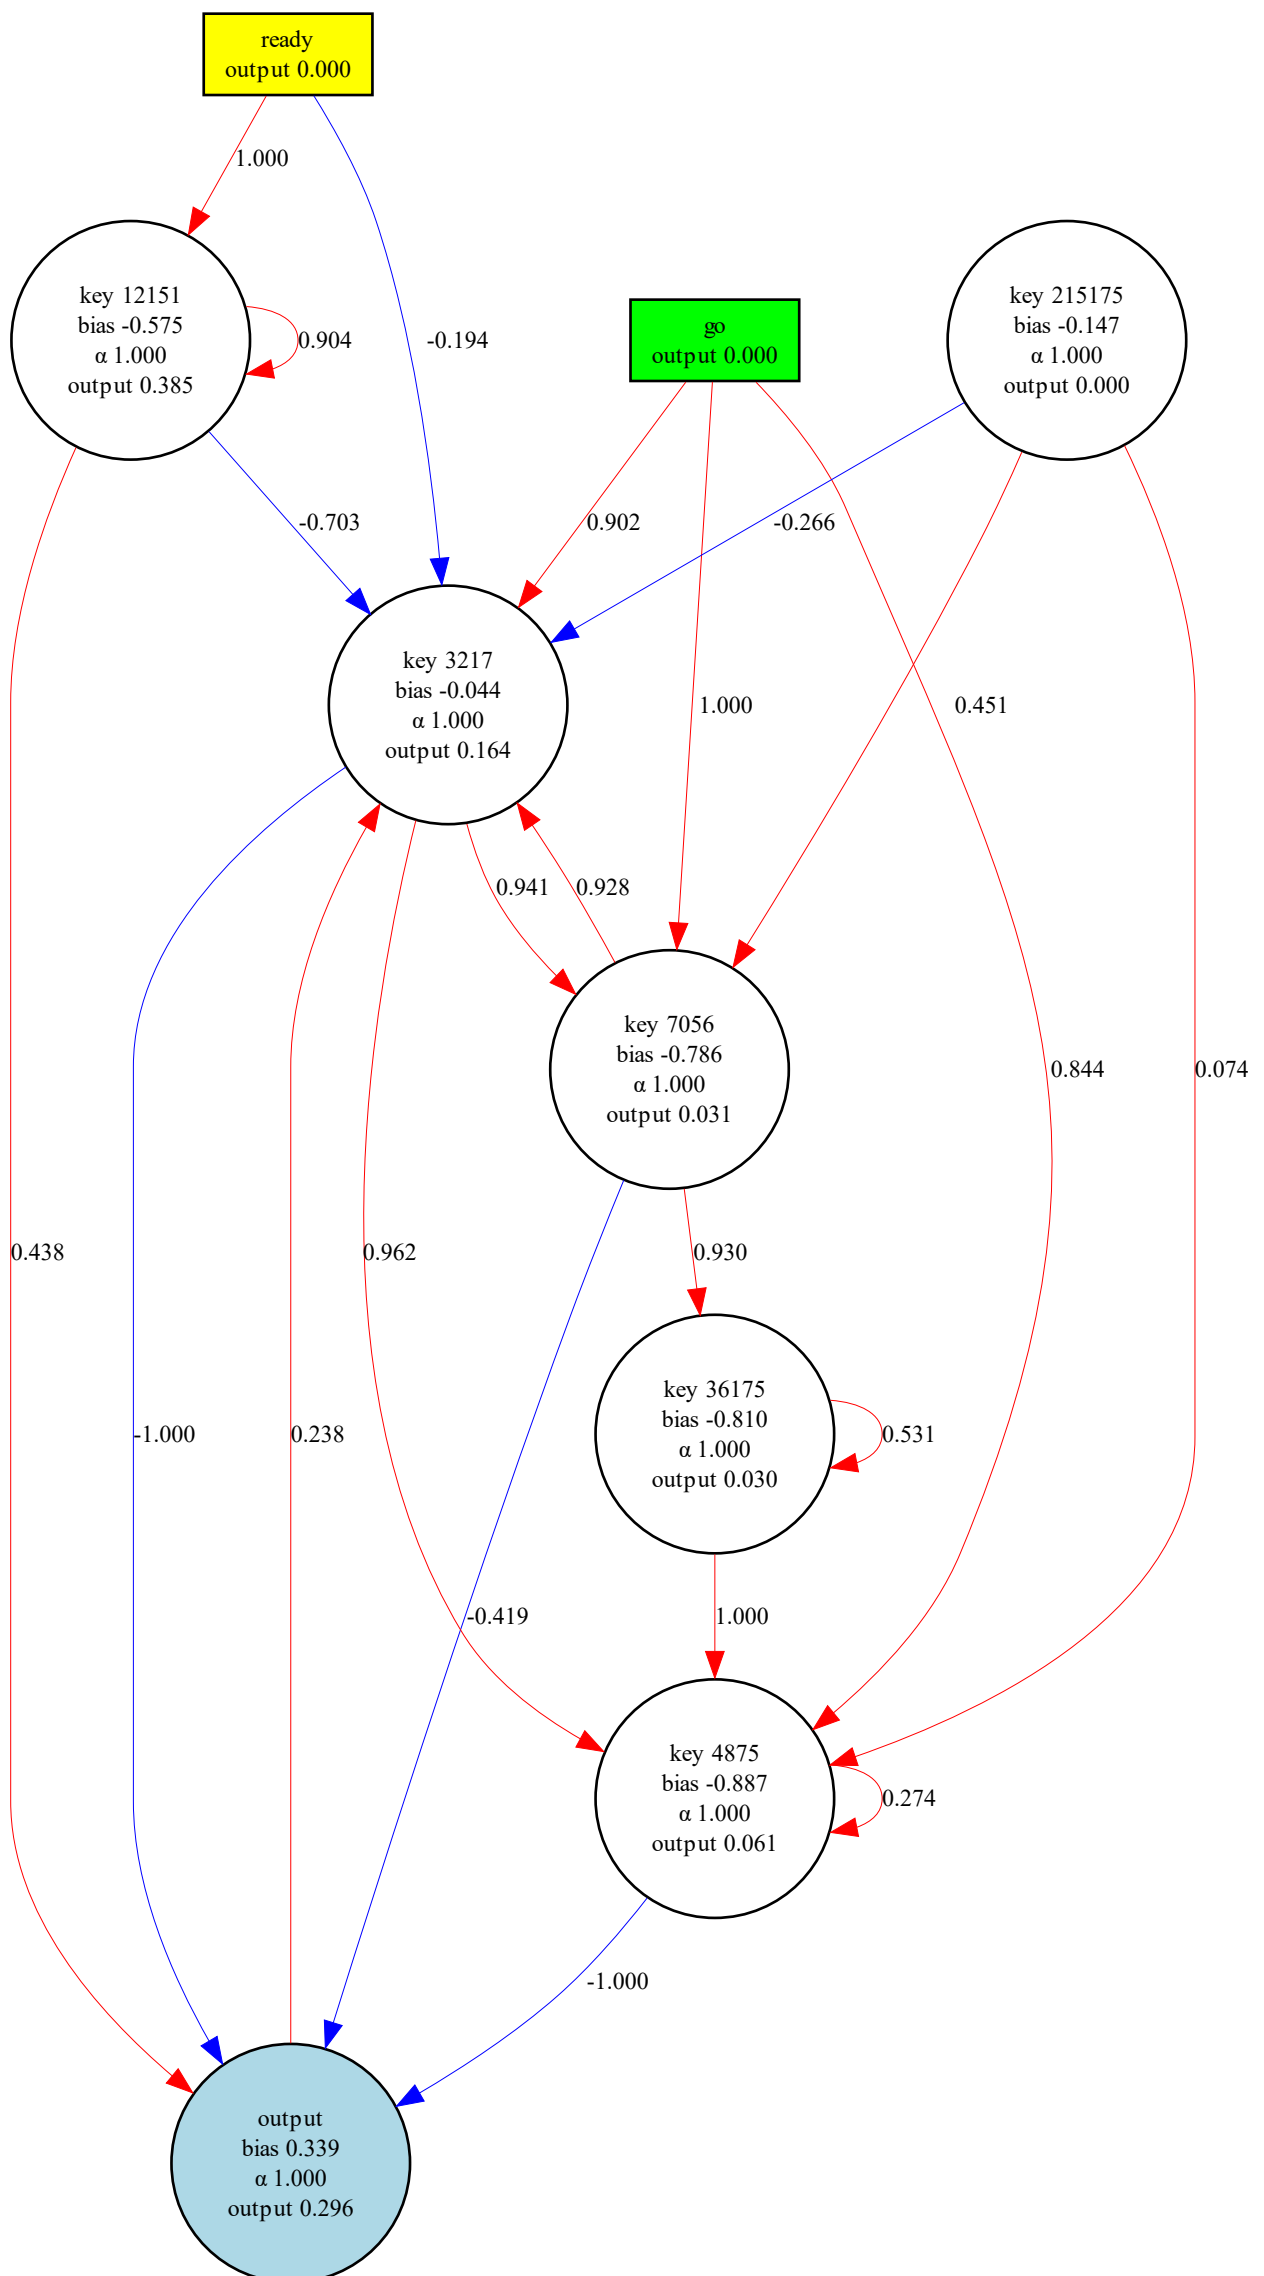 ready
output 0.000
1.000
key 12151
bias -0.575
α 1.000
output 0.385
0.904
-0.194
go
output 0.000
key 215175
bias -0.147
α 1.000
output 0.000
-0.703
0.902
-0.266
key 3217
bias -0.044
α 1.000
output 0.164
1.000
0.451
0.941
0.928
key 7056
bias -0.786
α 1.000
output 0.031
0.844
0.074
0.438
0.962
0.930
key 36175
bias -0.810
α 1.000
output 0.030
0.531
-1.000
0.238
-0.419
1.000
key 4875
bias -0.887
α 1.000
output 0.061
0.274
-1.000
output
bias 0.339
α 1.000
output 0.296